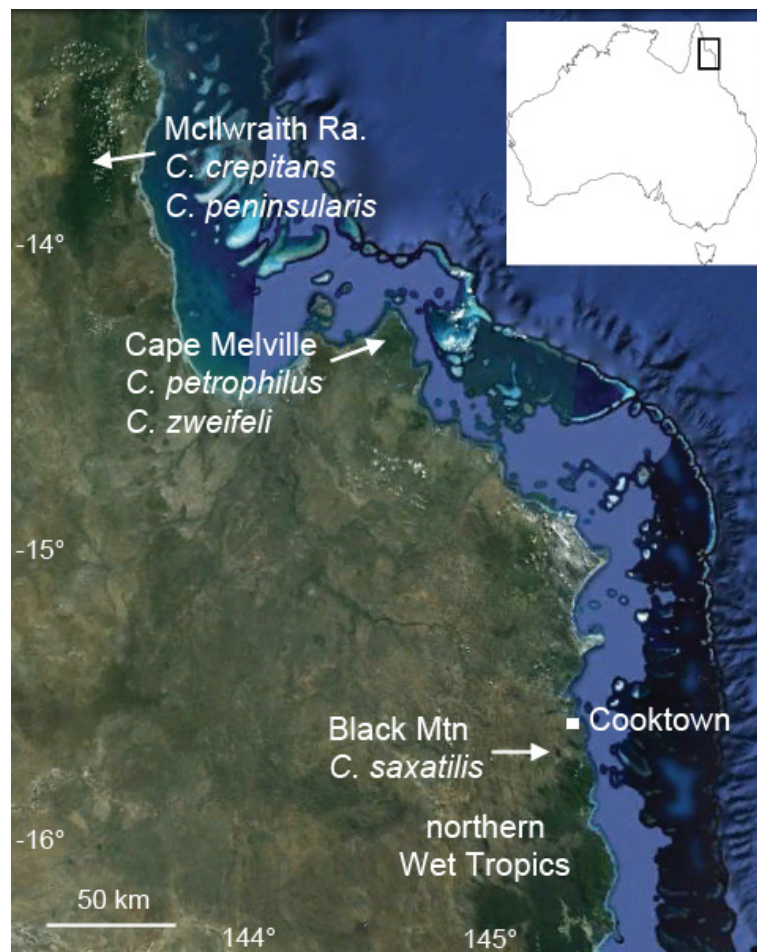 McIlwraith Ra.
C. crepitans
C. peninsularis
-14°
Cape Melville
C. petrophilus
C. zweifeli
-15°
Cooktown
Black Mtn
C. saxatilis
-16°
northern
Wet Tropics
50 km
144°
145°